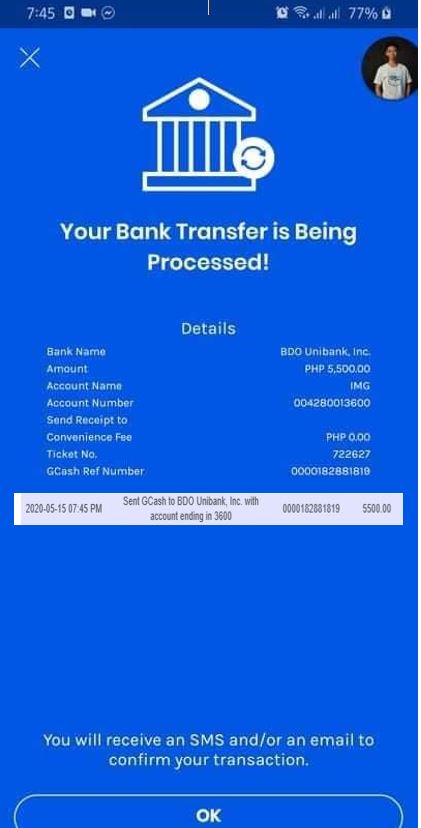 7:45
77%
Your Bank Transfer is Being
Processed!
Details
Bank Name BDO Unibank, Inc.
Amount PHP 5,500.00
Account Name IMG
Account Number 004280013600
Send Receipt to
Convenience Fee PHP 0.00
Ticket No. 722627
GCash Ref Number 0000182881819
2020-05-15 07:45 PM Sent GCash to BDO Unibank, Inc. with 0000182881819 5500.00
account ending in 3600
You will receive an SMS and/or an email to
confirm your transaction.
OK